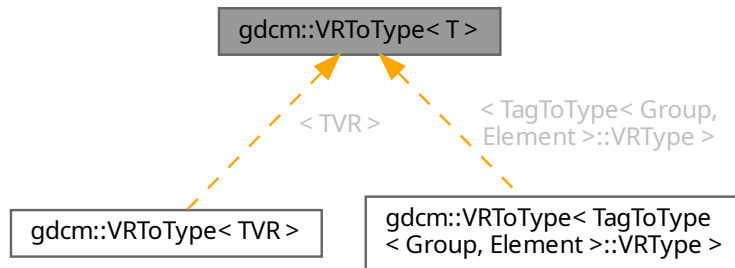 gdcm::VRToType< T >
< TVR >
< TagToType< Group,
Element >::VRType >
gdcm::VRToType< TVR >
gdcm::VRToType< TagToType
< Group, Element >::VRType >